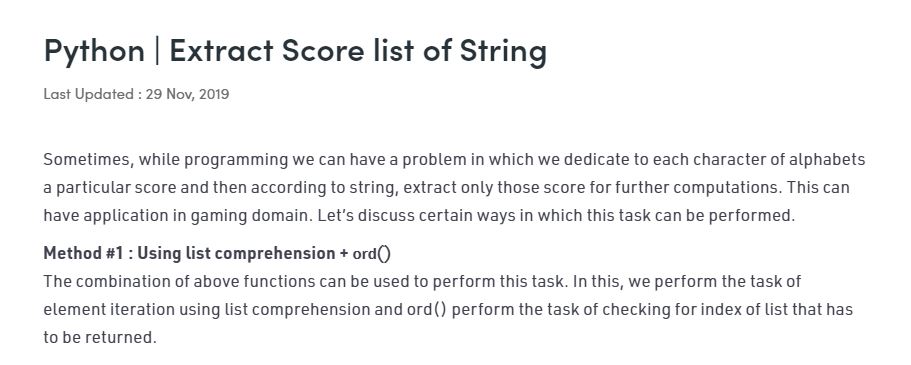 Python | Extract Score list of String
Last Updated : 29 Nov, 2019
Sometimes, while programming we can have a problem in which we dedicate to each character of alphabets
a particular score and then according to string, extract only those score for further computations. This can
have application in gaming domain. Let’s discuss certain ways in which this task can be performed.
Method #1 : Using list comprehension + ord()
The combination of above functions can be used to perform this task. In this, we perform the task of
element iteration using list comprehension and ord() perform the task of checking for index of list that has
to be returned.